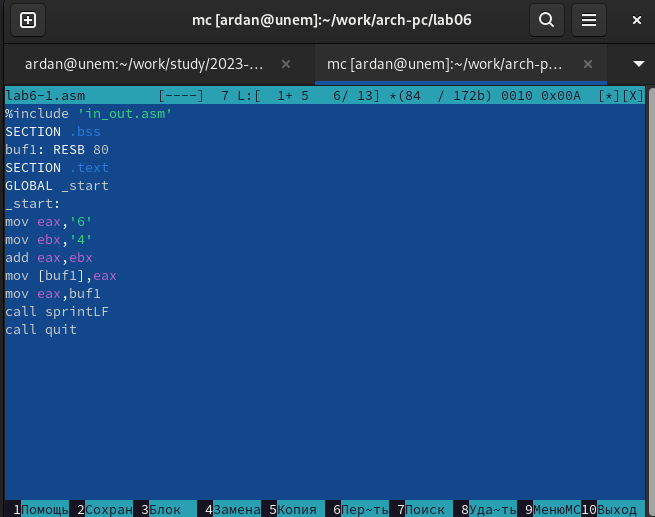 mc [ardan@unem]:~/work/arch-pc/lab06
ardan@unem:~/work/study/2023-... mc [ardan@unem]:~/work/arch-p...
lab6-1.asm [----] 7 L:[ 1+ 5 6/ 13] *(84 / 172b) 0010 0x00A [*][X]
%include 'in_out.asm'
SECTION .bss
buf1: RESB 80
SECTION .text
GLOBAL _start
_start:
mov eax,'6'
mov ebx,'4'
add eax,ebx
mov [buf1],eax
mov eax,buf1
call sprintLF
call quit
1Помощь 2Сохран 3Блок 4Замена 5Копия 6Пер~ть 7Поиск 8Уда~ть 9МенюMC 10Выход